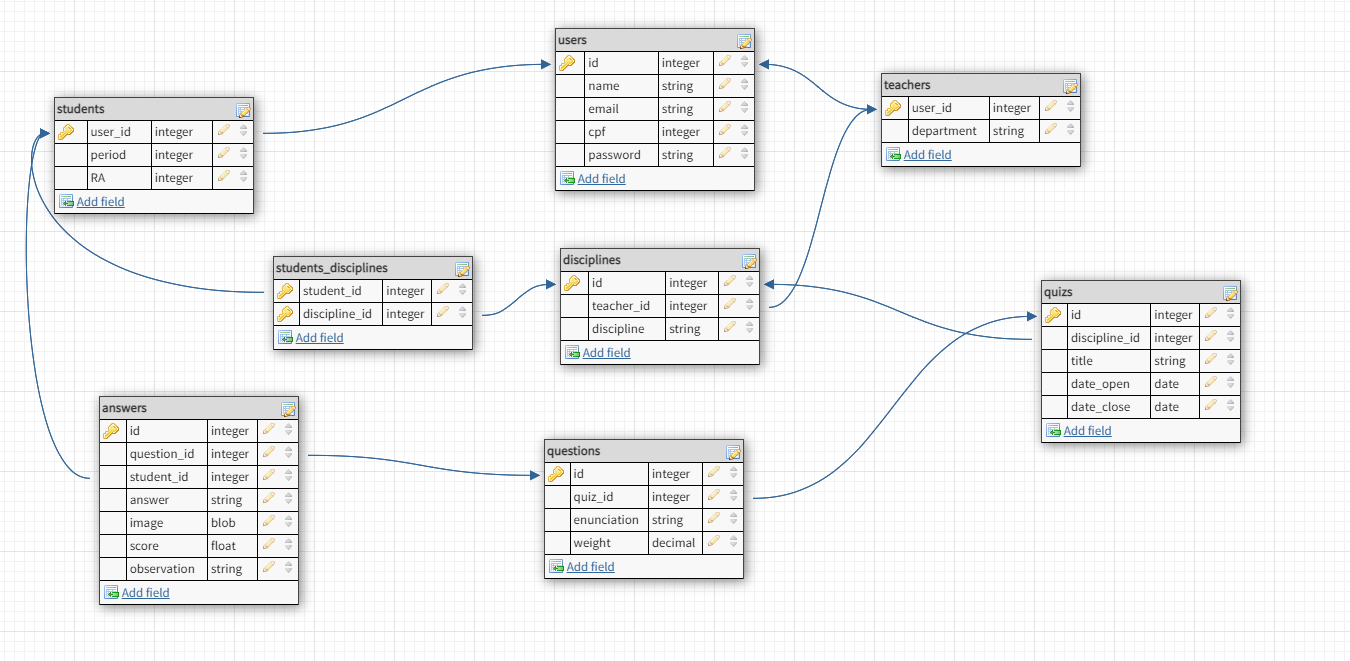 users
id integer
name string
email string
cpf integer
password string
Add field
teachers
user_id integer
department string
Add field
students
user_id integer
period integer
RA integer
Add field
students_disciplines
student_id integer
discipline_id integer
Add field
disciplines
id integer
teacher_id integer
discipline string
Add field
quizs
id integer
discipline_id integer
title string
date_open date
date_close date
Add field
answers
id integer
question_id integer
student_id integer
answer string
image blob
score float
observation string
Add field
questions
id integer
quiz_id integer
enunciation string
weight decimal
Add field